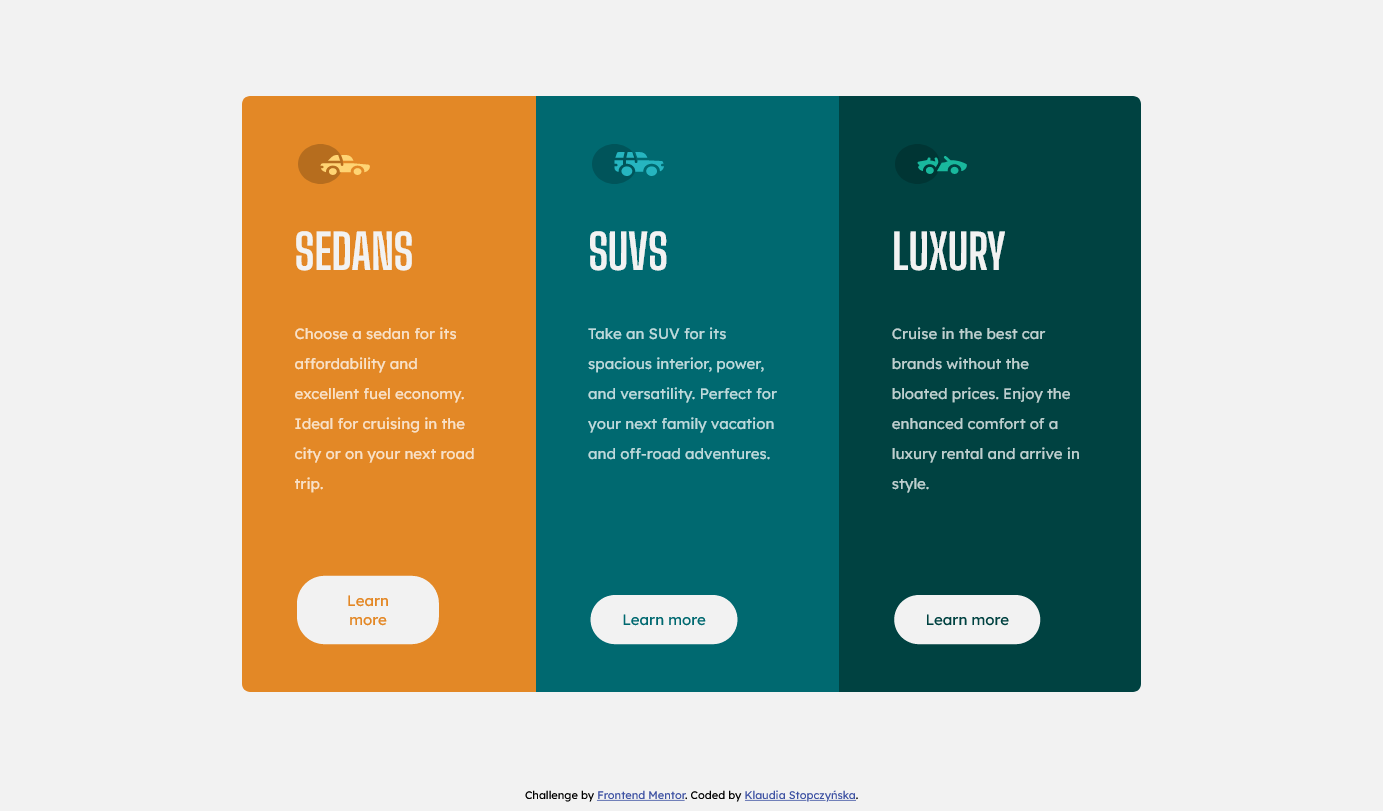 SEDANS
Choose a sedan for its
affordability and
excellent fuel economy.
Ideal for cruising in the
city or on your next road
trip.
Learn
more
SUVS
Take an SUV for its
spacious interior, power,
and versatility. Perfect for
your next family vacation
and off-road adventures.
Learn more
LUXURY
Cruise in the best car
brands without the
bloated prices. Enjoy the
enhanced comfort of a
luxury rental and arrive in
style.
Learn more
Challenge by Frontend Mentor. Coded by Klaudia Stopczyńska.